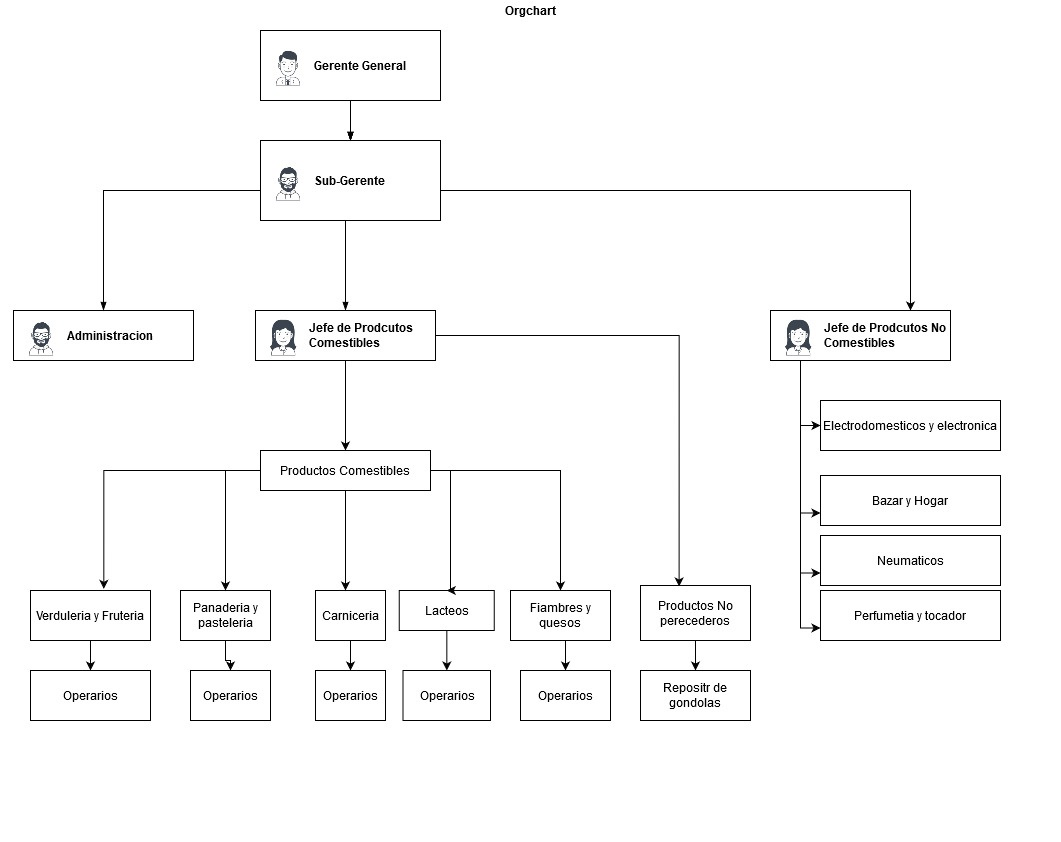 Orgchart
Gerente General
Sub-Gerente
Administracion
Jefe de Prodcutos
Comestibles
Jefe de Prodcutos No
Comestibles
Electrodomesticos y electronica
Productos Comestibles
Bazar y Hogar
Neumaticos
Verduleria y Fruteria
Panaderia y
pasteleria
Carniceria
Lacteos
Fiambres y
quesos
Productos No
perecederos
Perfumetia y tocador
Operarios
Operarios
Operarios
Operarios
Operarios
Repositr de
gondolas